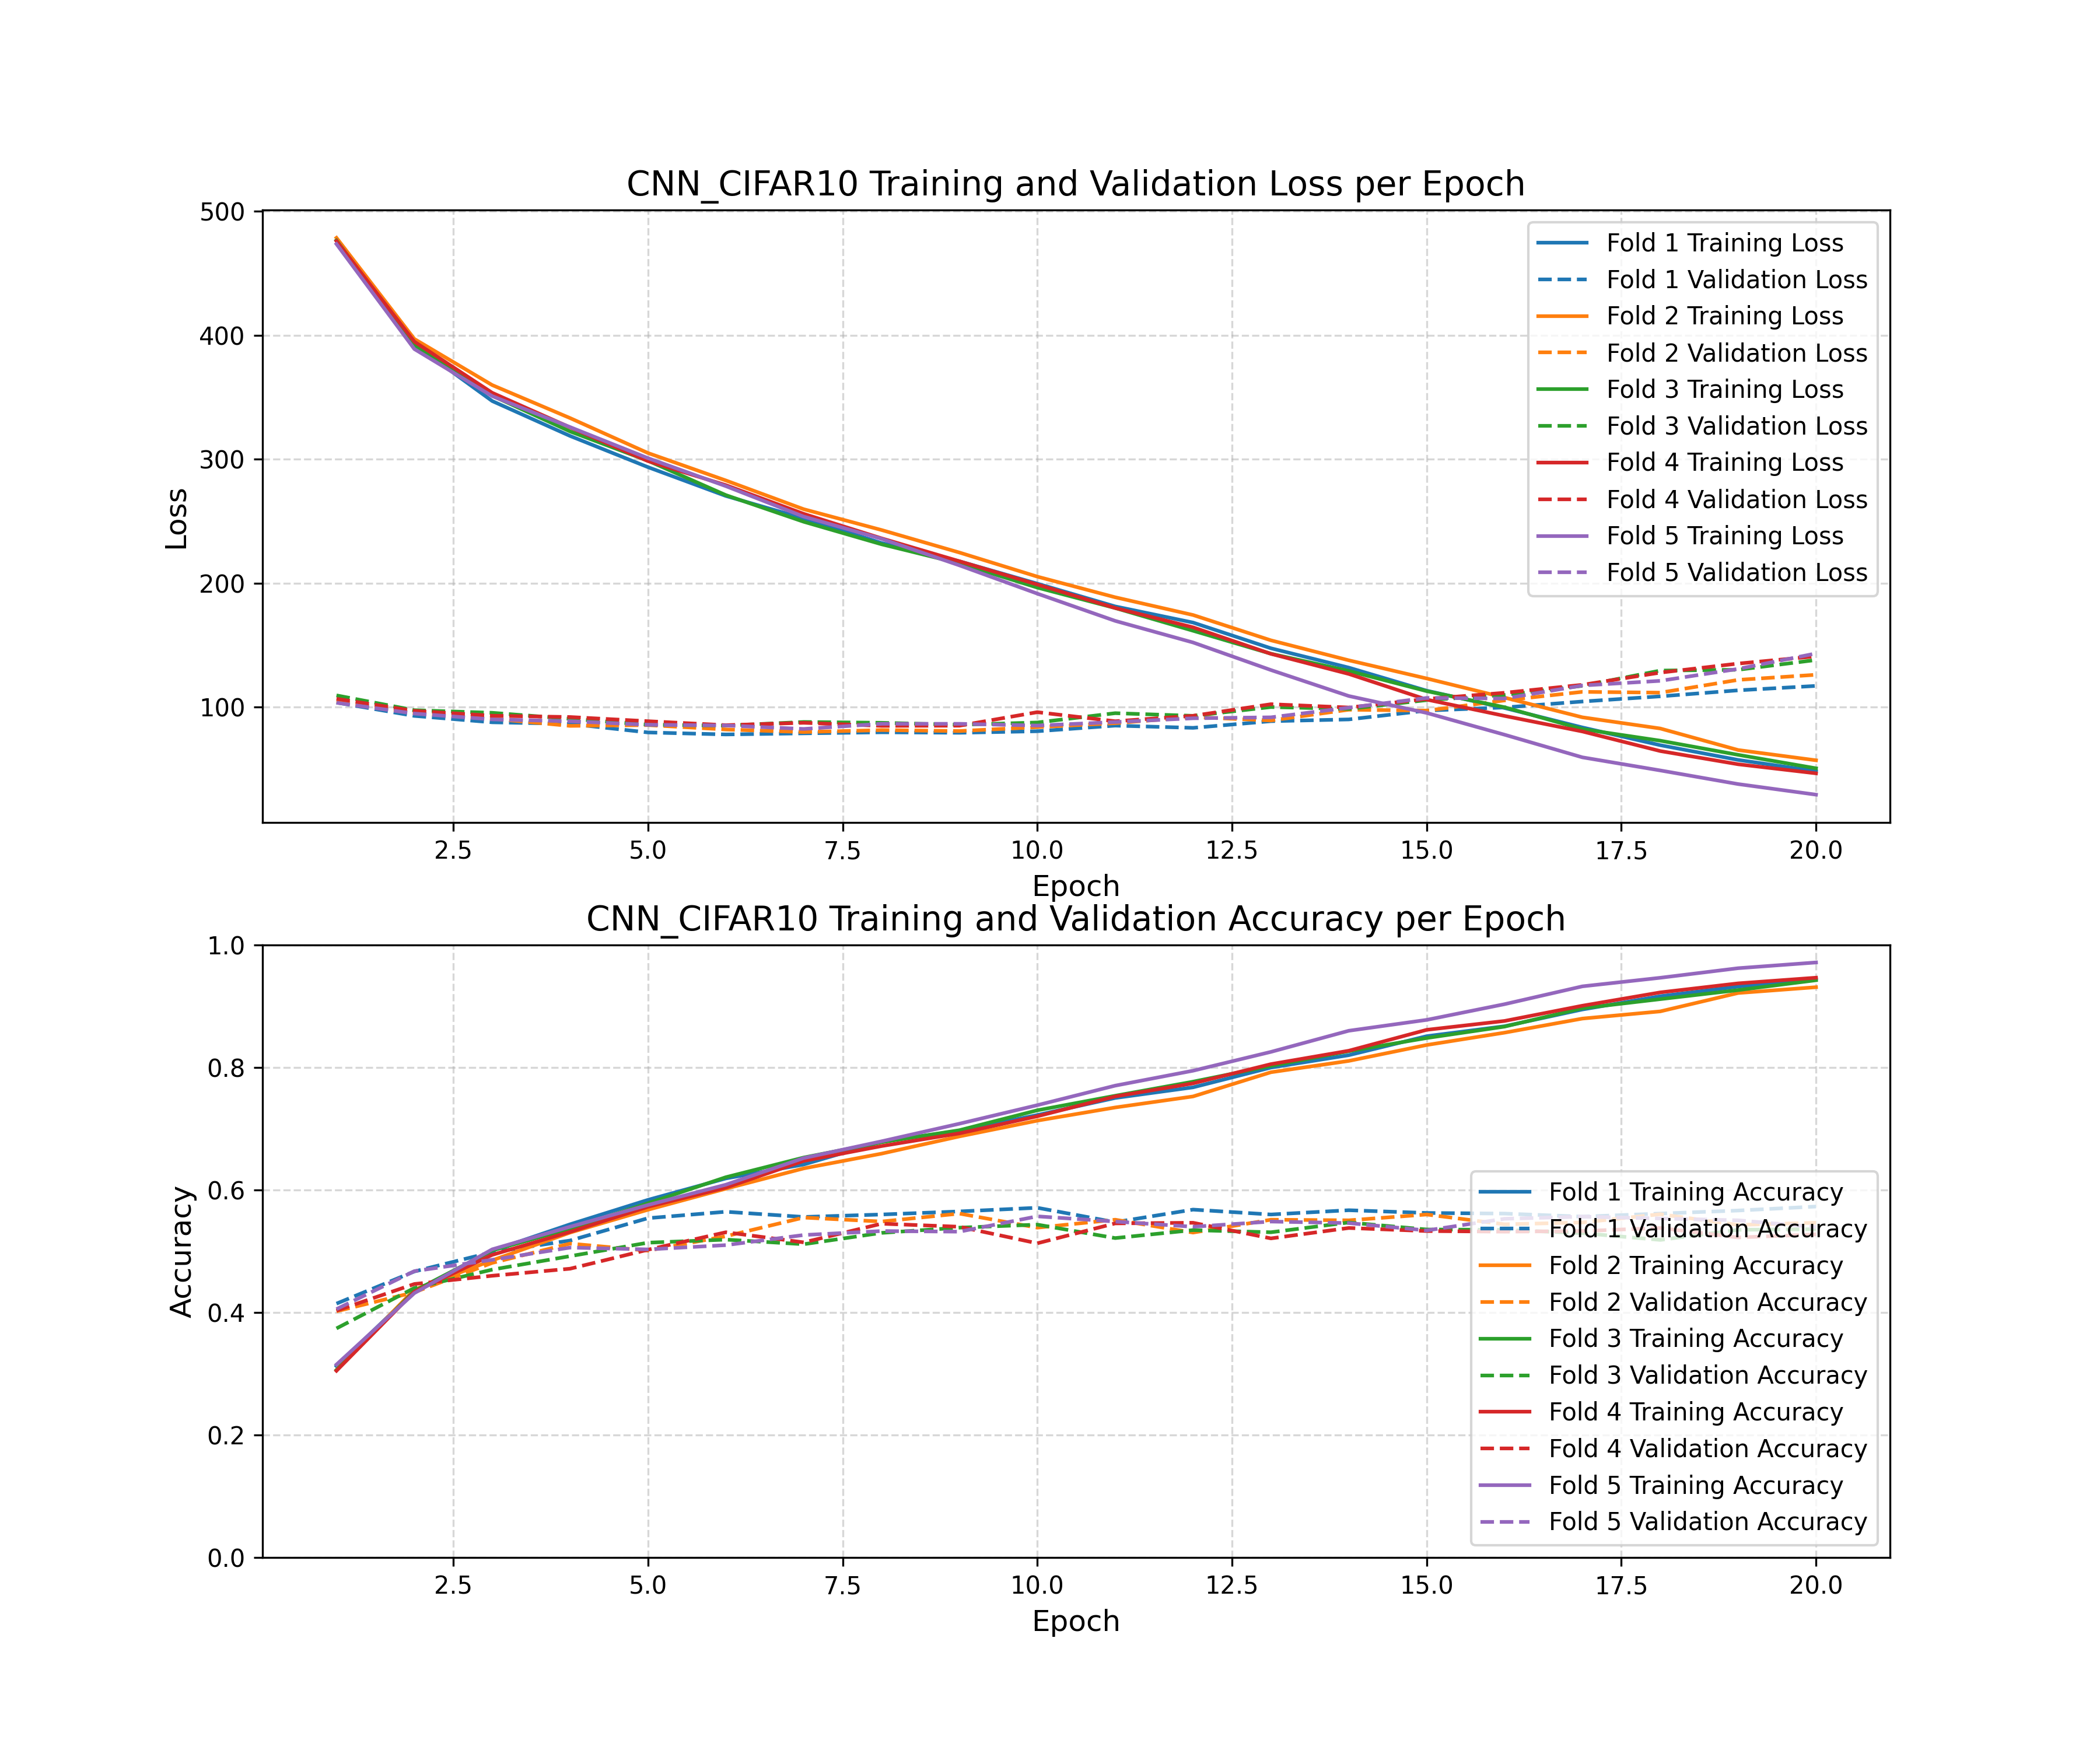 CNN_CIFAR10 Training and Validation Loss per Epoch
500
400
300
200
100
Loss
Fold 1 Training Loss
Fold 1 Validation Loss
Fold 2 Training Loss
Fold 2 Validation Loss
Fold 3 Training Loss
Fold 3 Validation Loss
Fold 4 Training Loss
Fold 4 Validation Loss
Fold 5 Training Loss
Fold 5 Validation Loss
2.5 5.0 7.5 10.0 12.5 15.0 17.5 20.0
Epoch
CNN_CIFAR10 Training and Validation Accuracy per Epoch
1.0
0.8
0.6
0.4
0.2
0.0
Accuracy
Fold 1 Training Accuracy
Fold 1 Validation Accuracy
Fold 2 Training Accuracy
Fold 2 Validation Accuracy
Fold 3 Training Accuracy
Fold 3 Validation Accuracy
Fold 4 Training Accuracy
Fold 4 Validation Accuracy
Fold 5 Training Accuracy
Fold 5 Validation Accuracy
2.5 5.0 7.5 10.0 12.5 15.0 17.5 20.0
Epoch